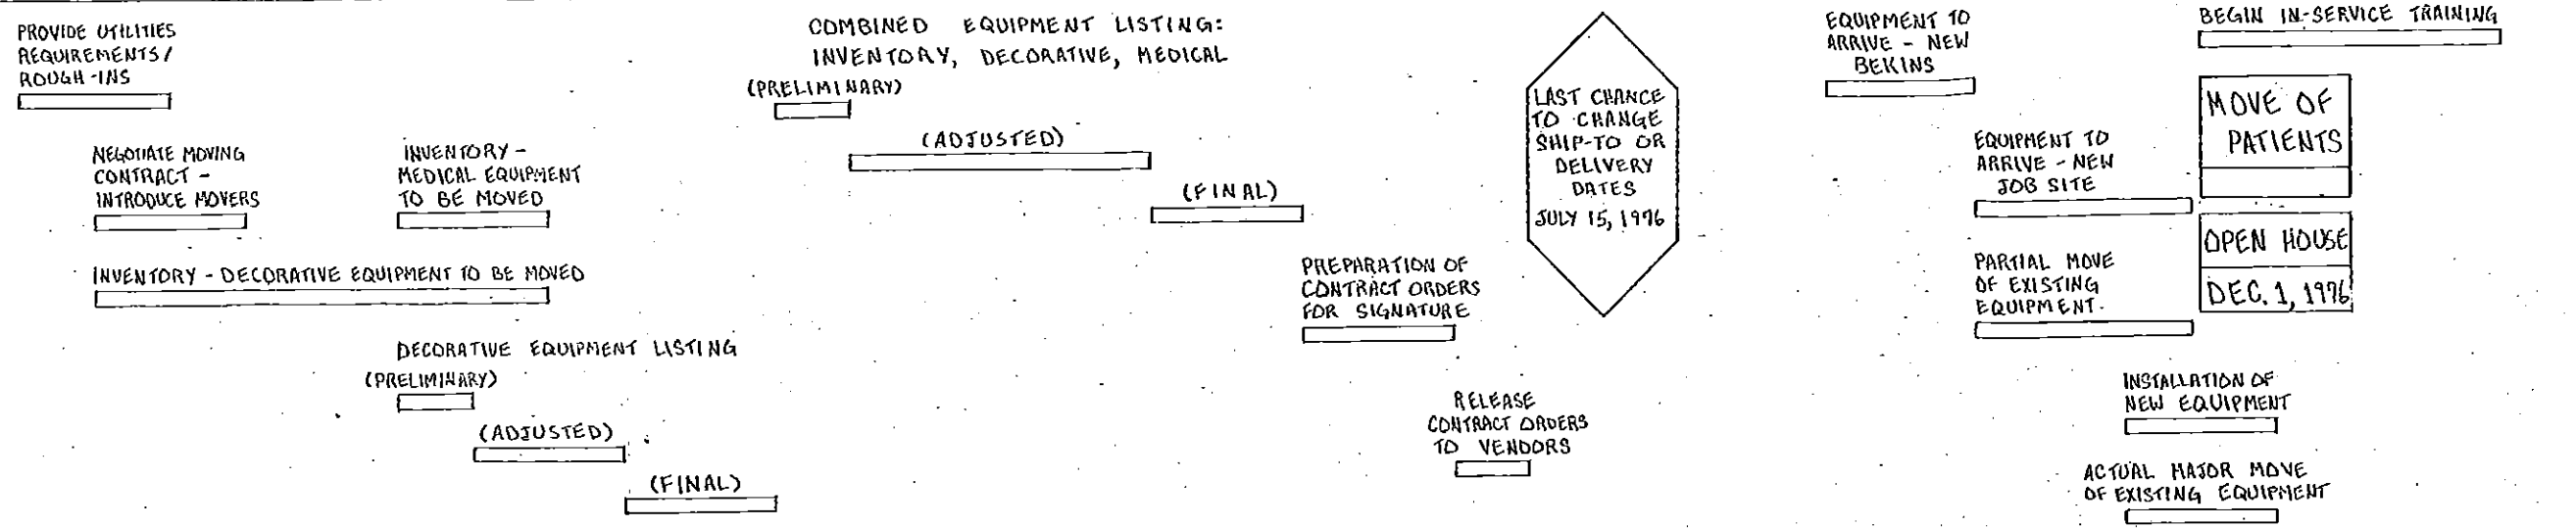 PROVIDE UTILITIES
REQUIREMENTS/
ROUGH-INS
NEGOTIATE MOVING
CONTRACT -
INTRODUCE MOVERS
INVENTORY -
MEDICAL EQUIPMENT
TO BE MOVED
INVENTORY - DECORATIVE EQUIPMENT TO BE MOVED
DECORATIVE EQUIPMENT LISTING
(PRELIMINARY)
(ADJUSTED)
(FINAL)
COMBINED EQUIPMENT LISTING:
INVENTORY, DECORATIVE, MEDICAL
(PRELIMINARY)
(ADJUSTED)
(FINAL)
PREPARATION OF
CONTRACT ORDERS
FOR SIGNATURE
RELEASE
CONTRACT ORDERS
TO VENDORS
LAST CHANCE
TO CHANGE
SHIP-TO OR
DELIVERY
DATES
JULY 15, 1976
EQUIPMENT TO
ARRIVE - NEW
BEKINS
EQUIPMENT TO
ARRIVE - NEW
JOB SITE
PARTIAL MOVE
OF EXISTING
EQUIPMENT.
BEGIN IN-SERVICE TRAINING
MOVE OF
PATIENTS
OPEN HOUSE
DEC. 1, 1976
INSTALLATION OF
NEW EQUIPMENT
ACTUAL MAJOR MOVE
OF EXISTING EQUIPMENT